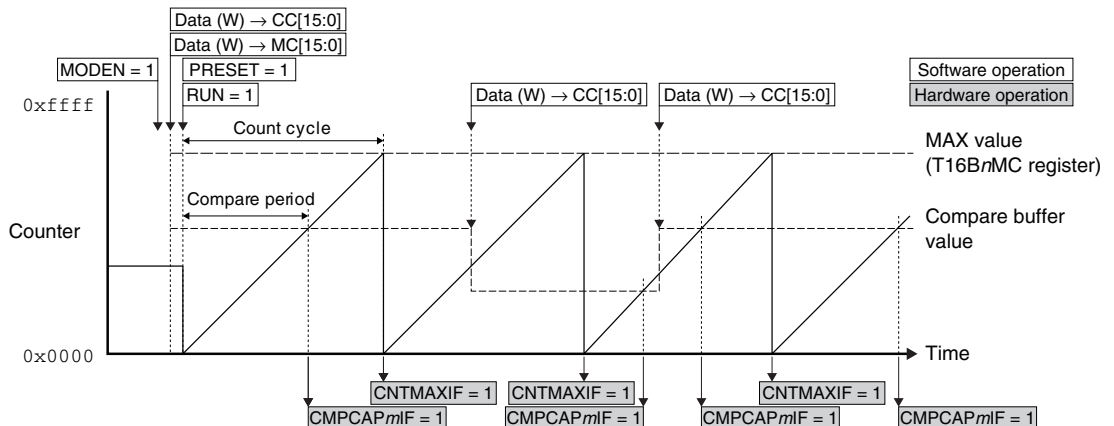 Data (W) → CC[15:0]
Data (W) → MC[15:0]
MODEN = 1
PRESET = 1
RUN = 1
Software operation
Hardware operation
0xffff
Data (W) → CC[15:0]
Data (W) → CC[15:0]
Count cycle
MAX value
(T16BnMC register)
Compare period
Counter
Compare buffer
value
0x0000
Time
CNTMAXIF = 1
CNTMAXIF = 1
CNTMAXIF = 1
CMPCAPmIF = 1
CMPCAPmIF = 1
CMPCAPmIF = 1
CMPCAPmIF = 1